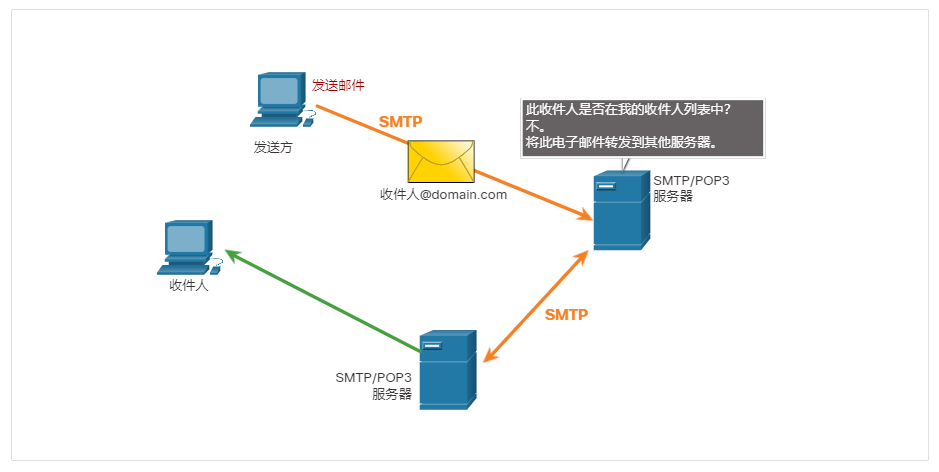 发送邮件
SMTP
发送方
收件人@domain.com
此收件人是否在我的收件人列表中？
不。
将此电子邮件转发到其他服务器。
SMTP/POP3
服务器
收件人
SMTP
SMTP/POP3
服务器